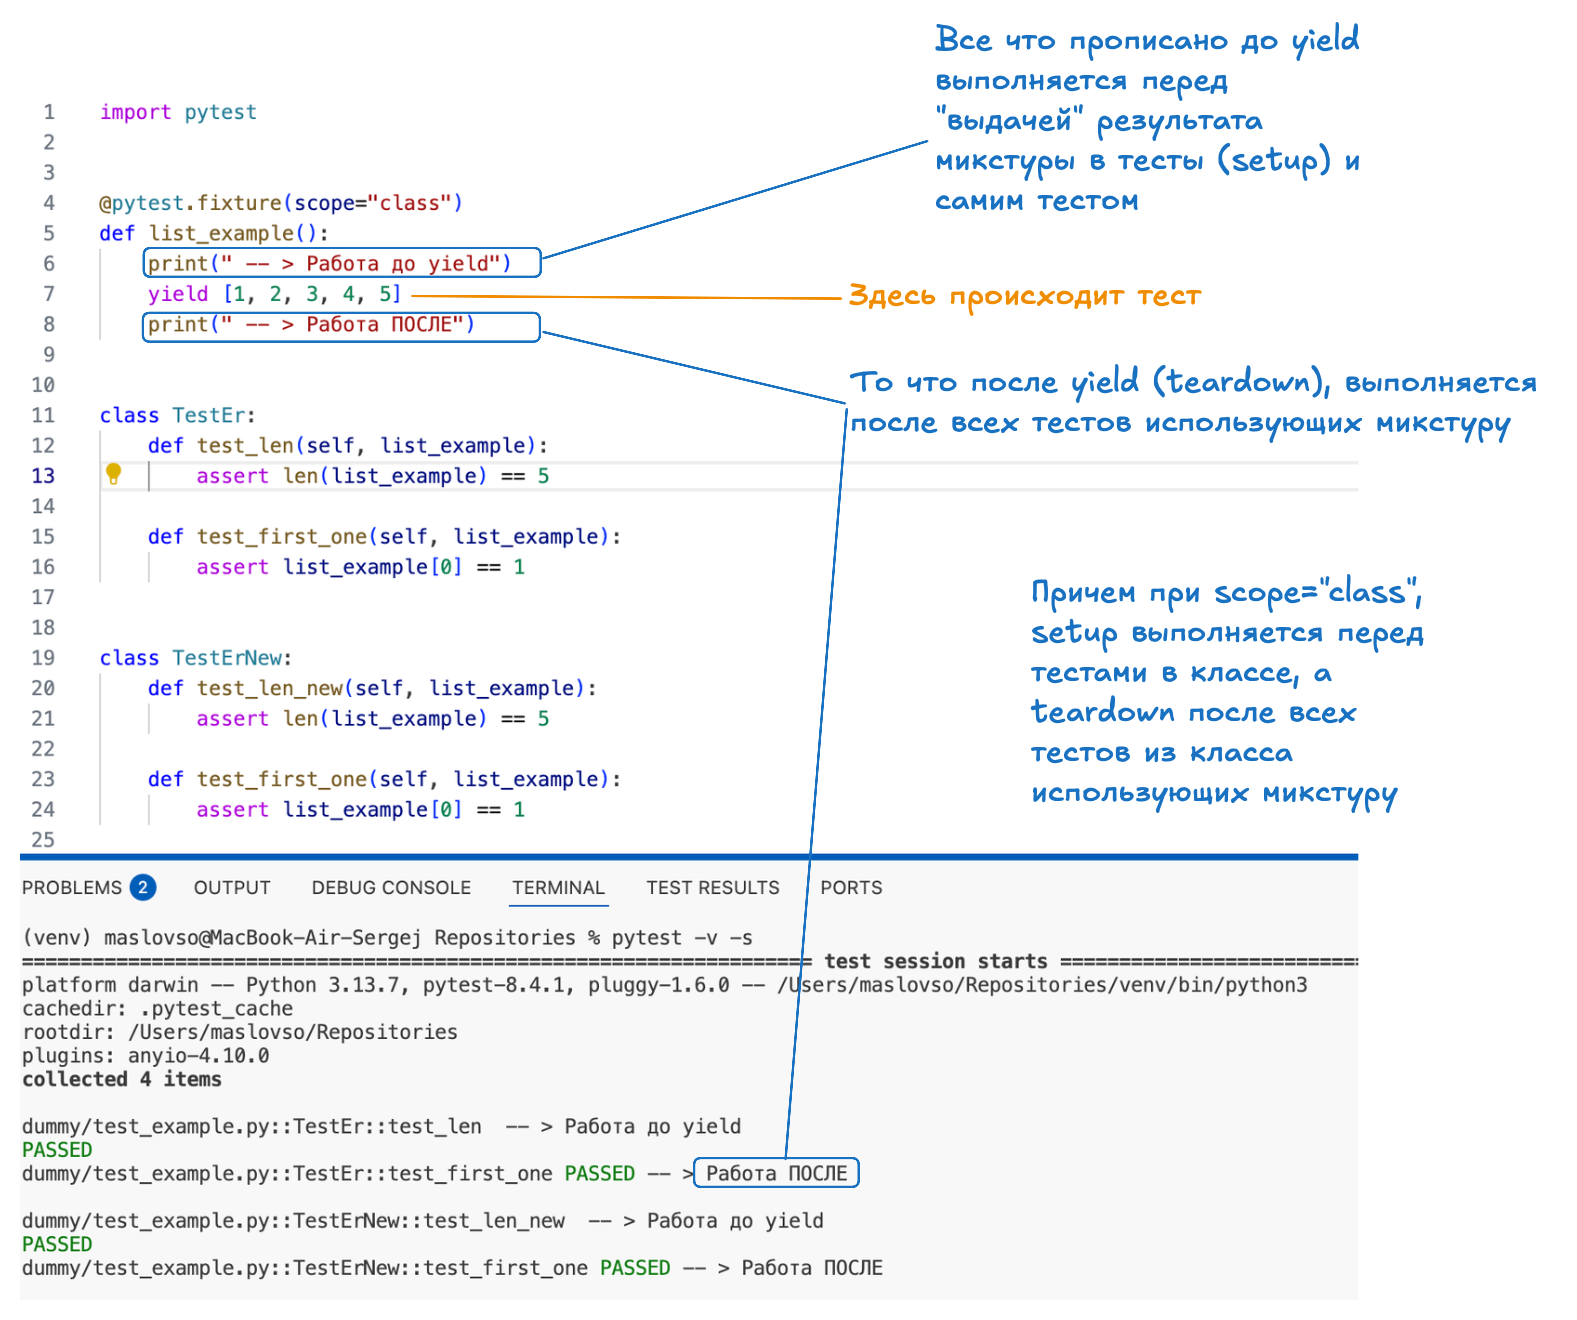 Все что прописано до yield
выполняется перед
"выдачей" результата
микстуры в тесты (setup) и
самим тестом
1 import pytest
2
3
4 @pytest.fixture(scope="class")
5 def list_example():
6 print(" -- > Работа до yield")
7 yield [1, 2, 3, 4, 5]
Здесь происходит тест
8 print(" -- > Работа ПОСЛЕ")
9
10
То что после yield (teardown), выполняется
после всех тестов использующих микстуру
11 class TestEr:
12 def test_len(self, list_example):
13 assert len(list_example) == 5
14
15 def test_first_one(self, list_example):
16 assert list_example[0] == 1
17
18
Причем при scope="class",
setup выполняется перед
тестами в классе, а
teardown после всех
тестов из класса
использующих микстуру
19 class TestErNew:
20 def test_len_new(self, list_example):
21 assert len(list_example) == 5
22
23 def test_first_one(self, list_example):
24 assert list_example[0] == 1
25
PROBLEMS 2 OUTPUT DEBUG CONSOLE TERMINAL TEST RESULTS PORTS
(venv) maslovso@MacBook-Air-Sergej Repositories % pytest -v -s
=================================================================== test session starts =========================
platform darwin -- Python 3.13.7, pytest-8.4.1, pluggy-1.6.0 -- /Users/maslovso/Repositories/venv/bin/python3
cachedir: .pytest_cache
rootdir: /Users/maslovso/Repositories
plugins: anyio-4.10.0
collected 4 items
dummy/test_example.py::TestEr::test_len -- > Работа до yield
PASSED
dummy/test_example.py::TestEr::test_first_one PASSED -- > Работа ПОСЛЕ
dummy/test_example.py::TestErNew::test_len_new -- > Работа до yield
PASSED
dummy/test_example.py::TestErNew::test_first_one PASSED -- > Работа ПОСЛЕ